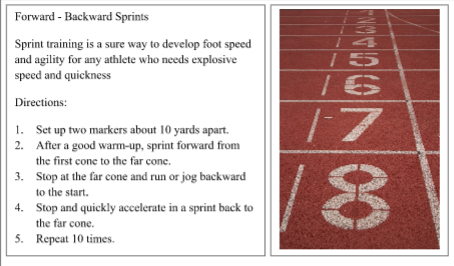 Forward - Backward Sprints
Sprint training is a sure way to develop foot speed
and agility for any athlete who needs explosive
speed and quickness
Directions:
1. Set up two markers about 10 yards apart.
2. After a good warm-up, sprint forward from
the first cone to the far cone.
3. Stop at the far cone and run or jog backward
to the start.
4. Stop and quickly accelerate in a sprint back to
the far cone.
5. Repeat 10 times.
2
3
4
5
6
7
8